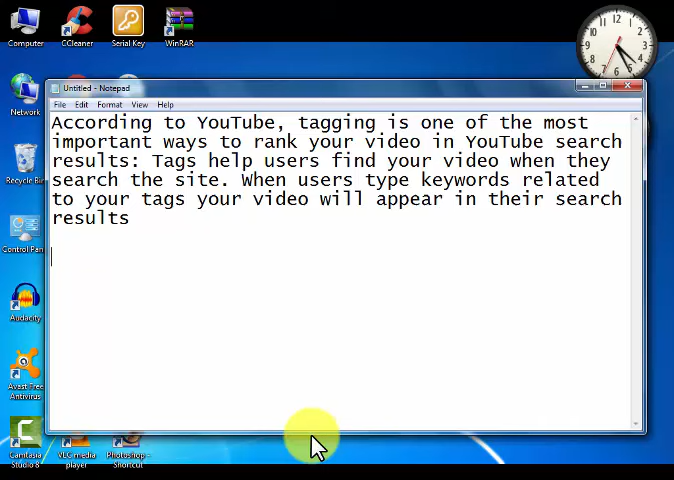 Computer
CCleaner
Serial Key
WinRAR
Untitled - Notepad
File Edit Format View Help
According to YouTube, tagging is one of the most
important ways to rank your video in YouTube search
results: Tags help users find your video when they
search the site. When users type keywords related
to your tags your video will appear in their search
results
Network
Recycle Bin
Control Pan
Audacity
Avast Free
Antivirus
Camtasia
Studio 8
VLC media
player
Photoshop -
Shortcut
12